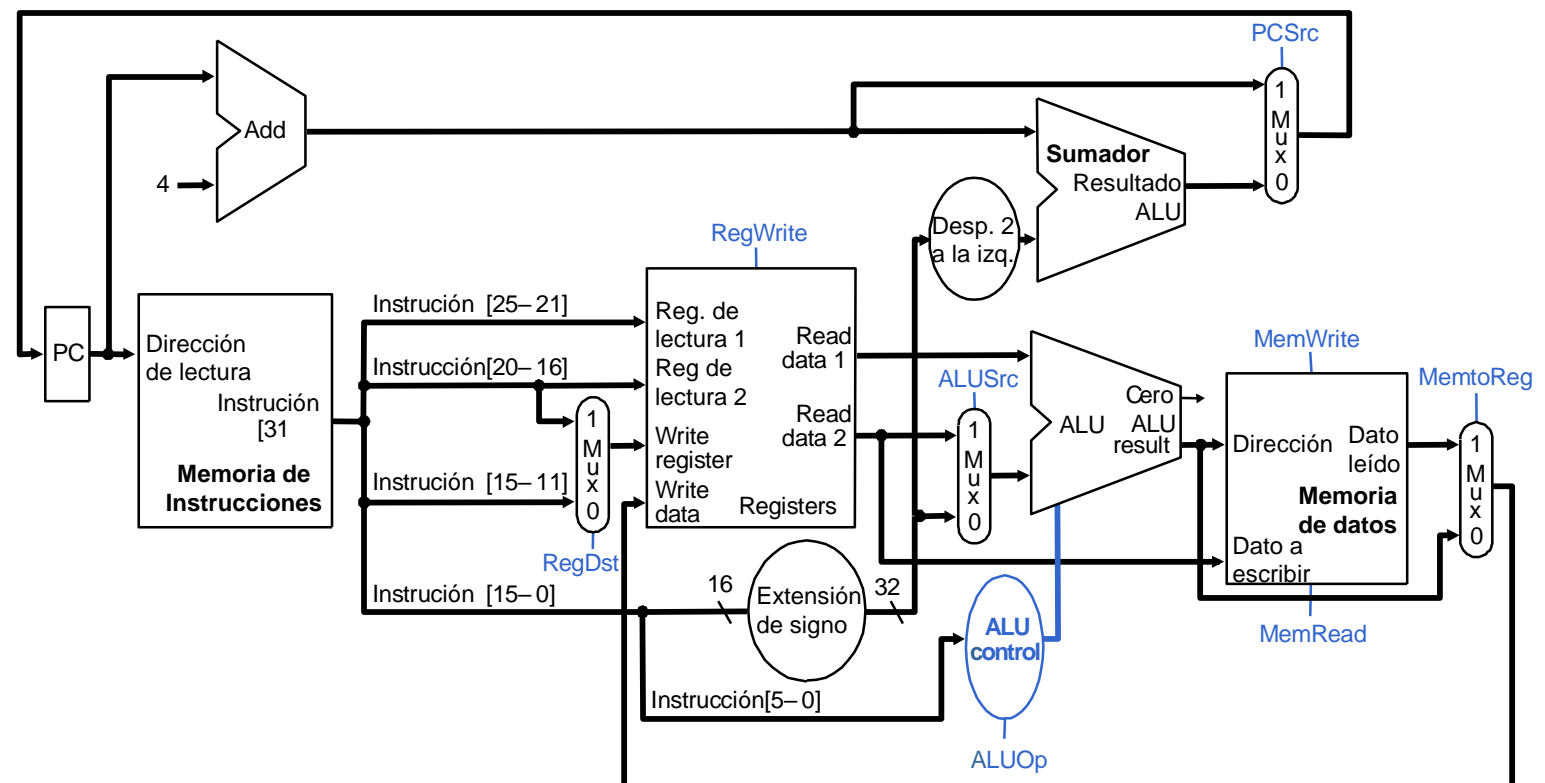 PCSrc
1
M
u
x
0
Add
4
Sumador
Resultado
ALU
Desp. 2
a la izq.
RegWrite
PC
Dirección
de lectura
Instrución
[31
Memoria de
Instrucciones
Instrución [25–21]
Instrucción[20–16]
Instrución [15–11]
Instrución [15–0]
1
M
u
x
0
RegDst
Reg. de
lectura 1
Reg de
lectura 2
Write
register
Write
data
Read
data 1
Read
data 2
Registers
16
Extensión
de signo
32
Instrucción[5–0]
ALUSrc
1
M
u
x
0
ALU
Cero
ALU
result
ALU
control
ALUOp
MemWrite
Dirección
Dato
leído
Memoria
de datos
Dato a
escribir
MemRead
MemtoReg
1
M
u
x
0